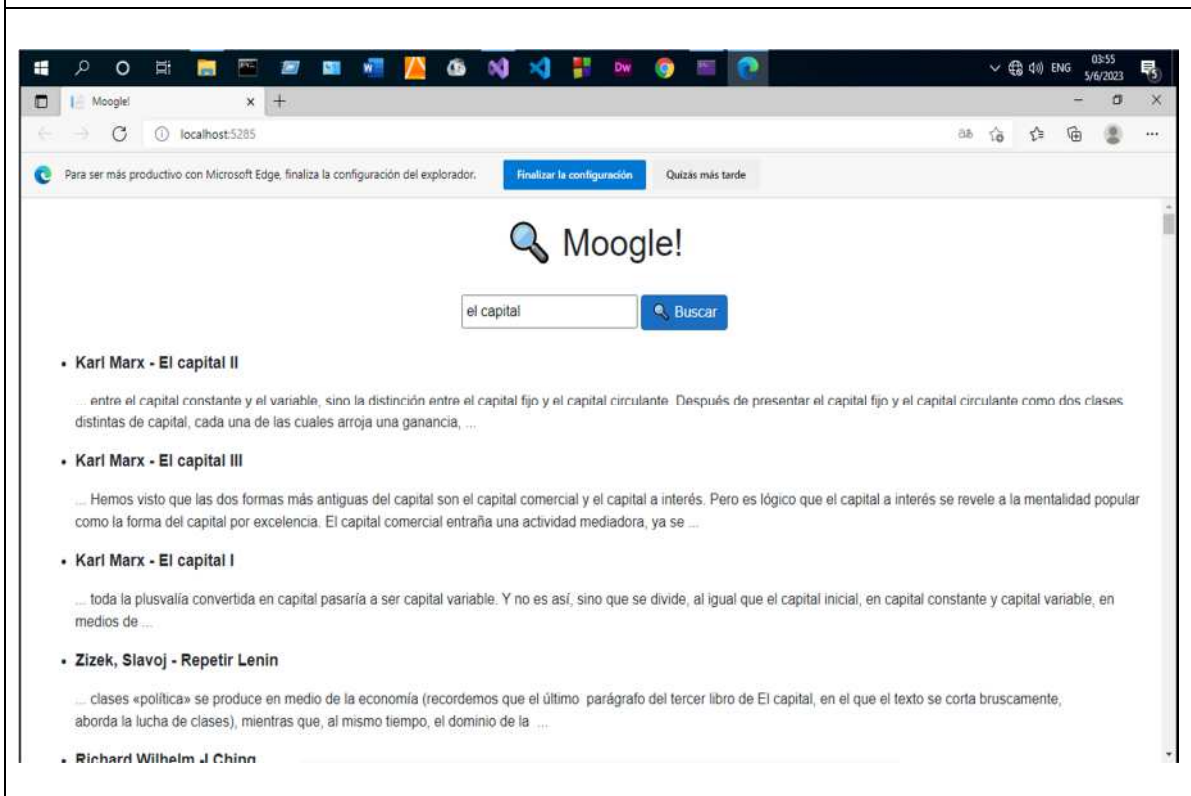 03:55
ENG
5/6/2023
5
Dw
Moogle!
localhost:5285
Para ser más productivo con Microsoft Edge, finaliza la configuración del explorador.
Finalizar la configuración
Quizás más tarde
Moogle!
el capital
Buscar
• Karl Marx - El capital II
... entre el capital constante y el variable, sino la distinción entre el capital fijo y el capital circulante. Después de presentar el capital fijo y el capital circulante como dos clases
distintas de capital, cada una de las cuales arroja una ganancia, ...
• Karl Marx - El capital III
... Hemos visto que las dos formas más antiguas del capital son el capital comercial y el capital a interés. Pero es lógico que el capital a interés se revele a la mentalidad popular
como la forma del capital por excelencia. El capital comercial entraña una actividad mediadora, ya se ...
• Karl Marx - El capital I
... toda la plusvalía convertida en capital pasaría a ser capital variable. Y no es así, sino que se divide, al igual que el capital inicial, en capital constante y capital variable, en
medios de ...
• Zizek, Slavoj - Repetir Lenin
... clases «política» se produce en medio de la economía (recordemos que el último párrafo del tercer libro de El capital, en el que el texto se corta bruscamente,
aborda la lucha de clases), mientras que, al mismo tiempo, el dominio de la ...
• Richard Wilhelm -I Ching